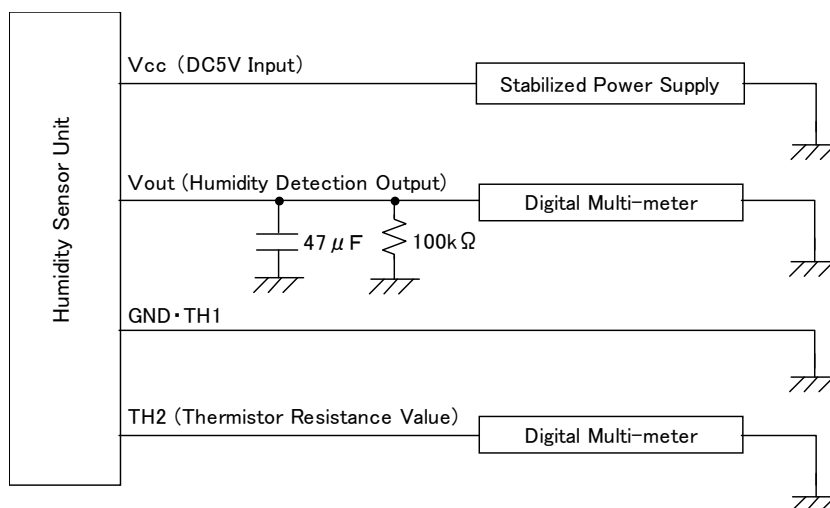 Humidity Sensor Unit
Vcc (DC5V Input)
Stabilized Power Supply
Vout (Humidity Detection Output)
Digital Multi-meter
47μF
100kΩ
GND・TH1
TH2 (Thermistor Resistance Value)
Digital Multi-meter